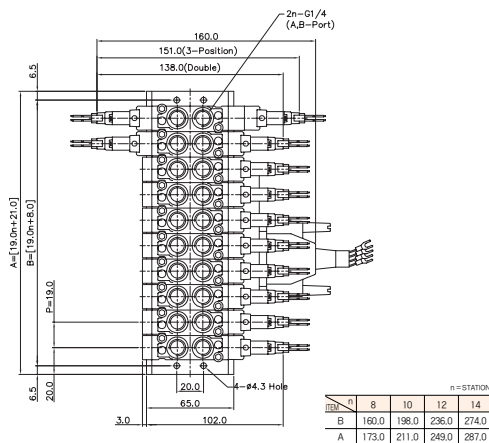 2n-G1/4
(A,B-Port)
160.0
151.0(3-Position)
138.0(Double)
6.5
A=[19.0n+21.0]
B=[19.0n+8.0]
P=19.0
20.0
6.5
20.0
4-ø4.3 Hole
65.0
3.0
102.0
n=STATION
ITEM n 8 10 12 14
B 160.0 198.0 236.0 274.0
A 173.0 211.0 249.0 287.0